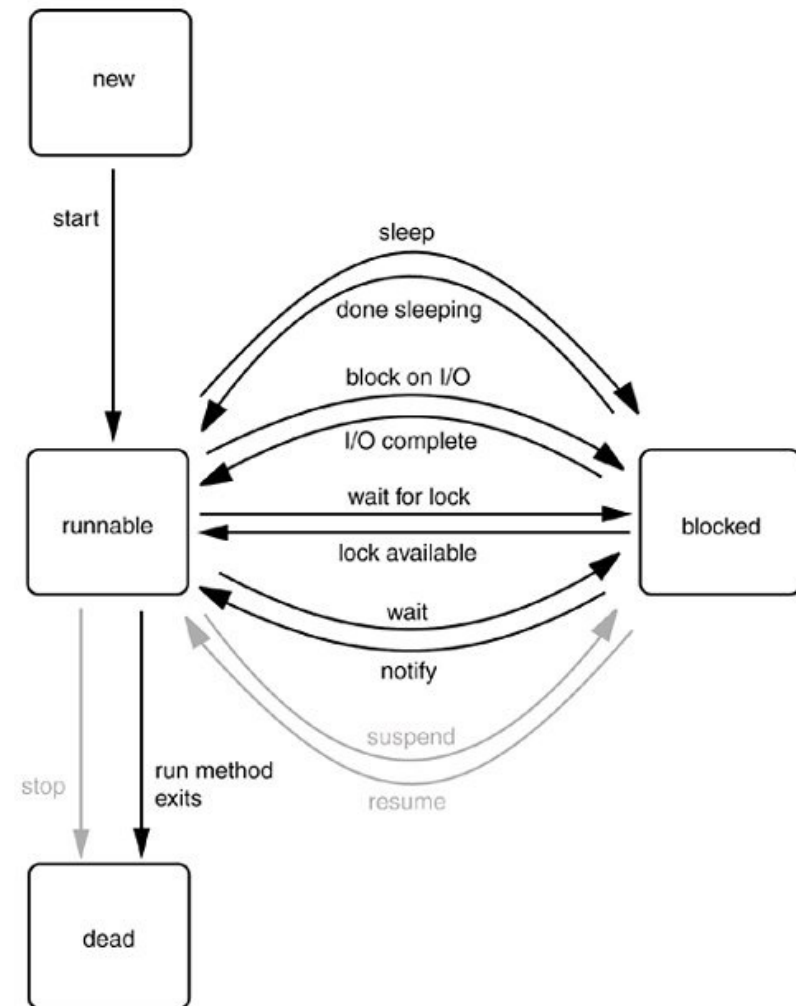 new
start
sleep
done sleeping
block on I/O
I/O complete
wait for lock
runnable
blocked
lock available
wait
notify
suspend
resume
stop
run method
exits
dead